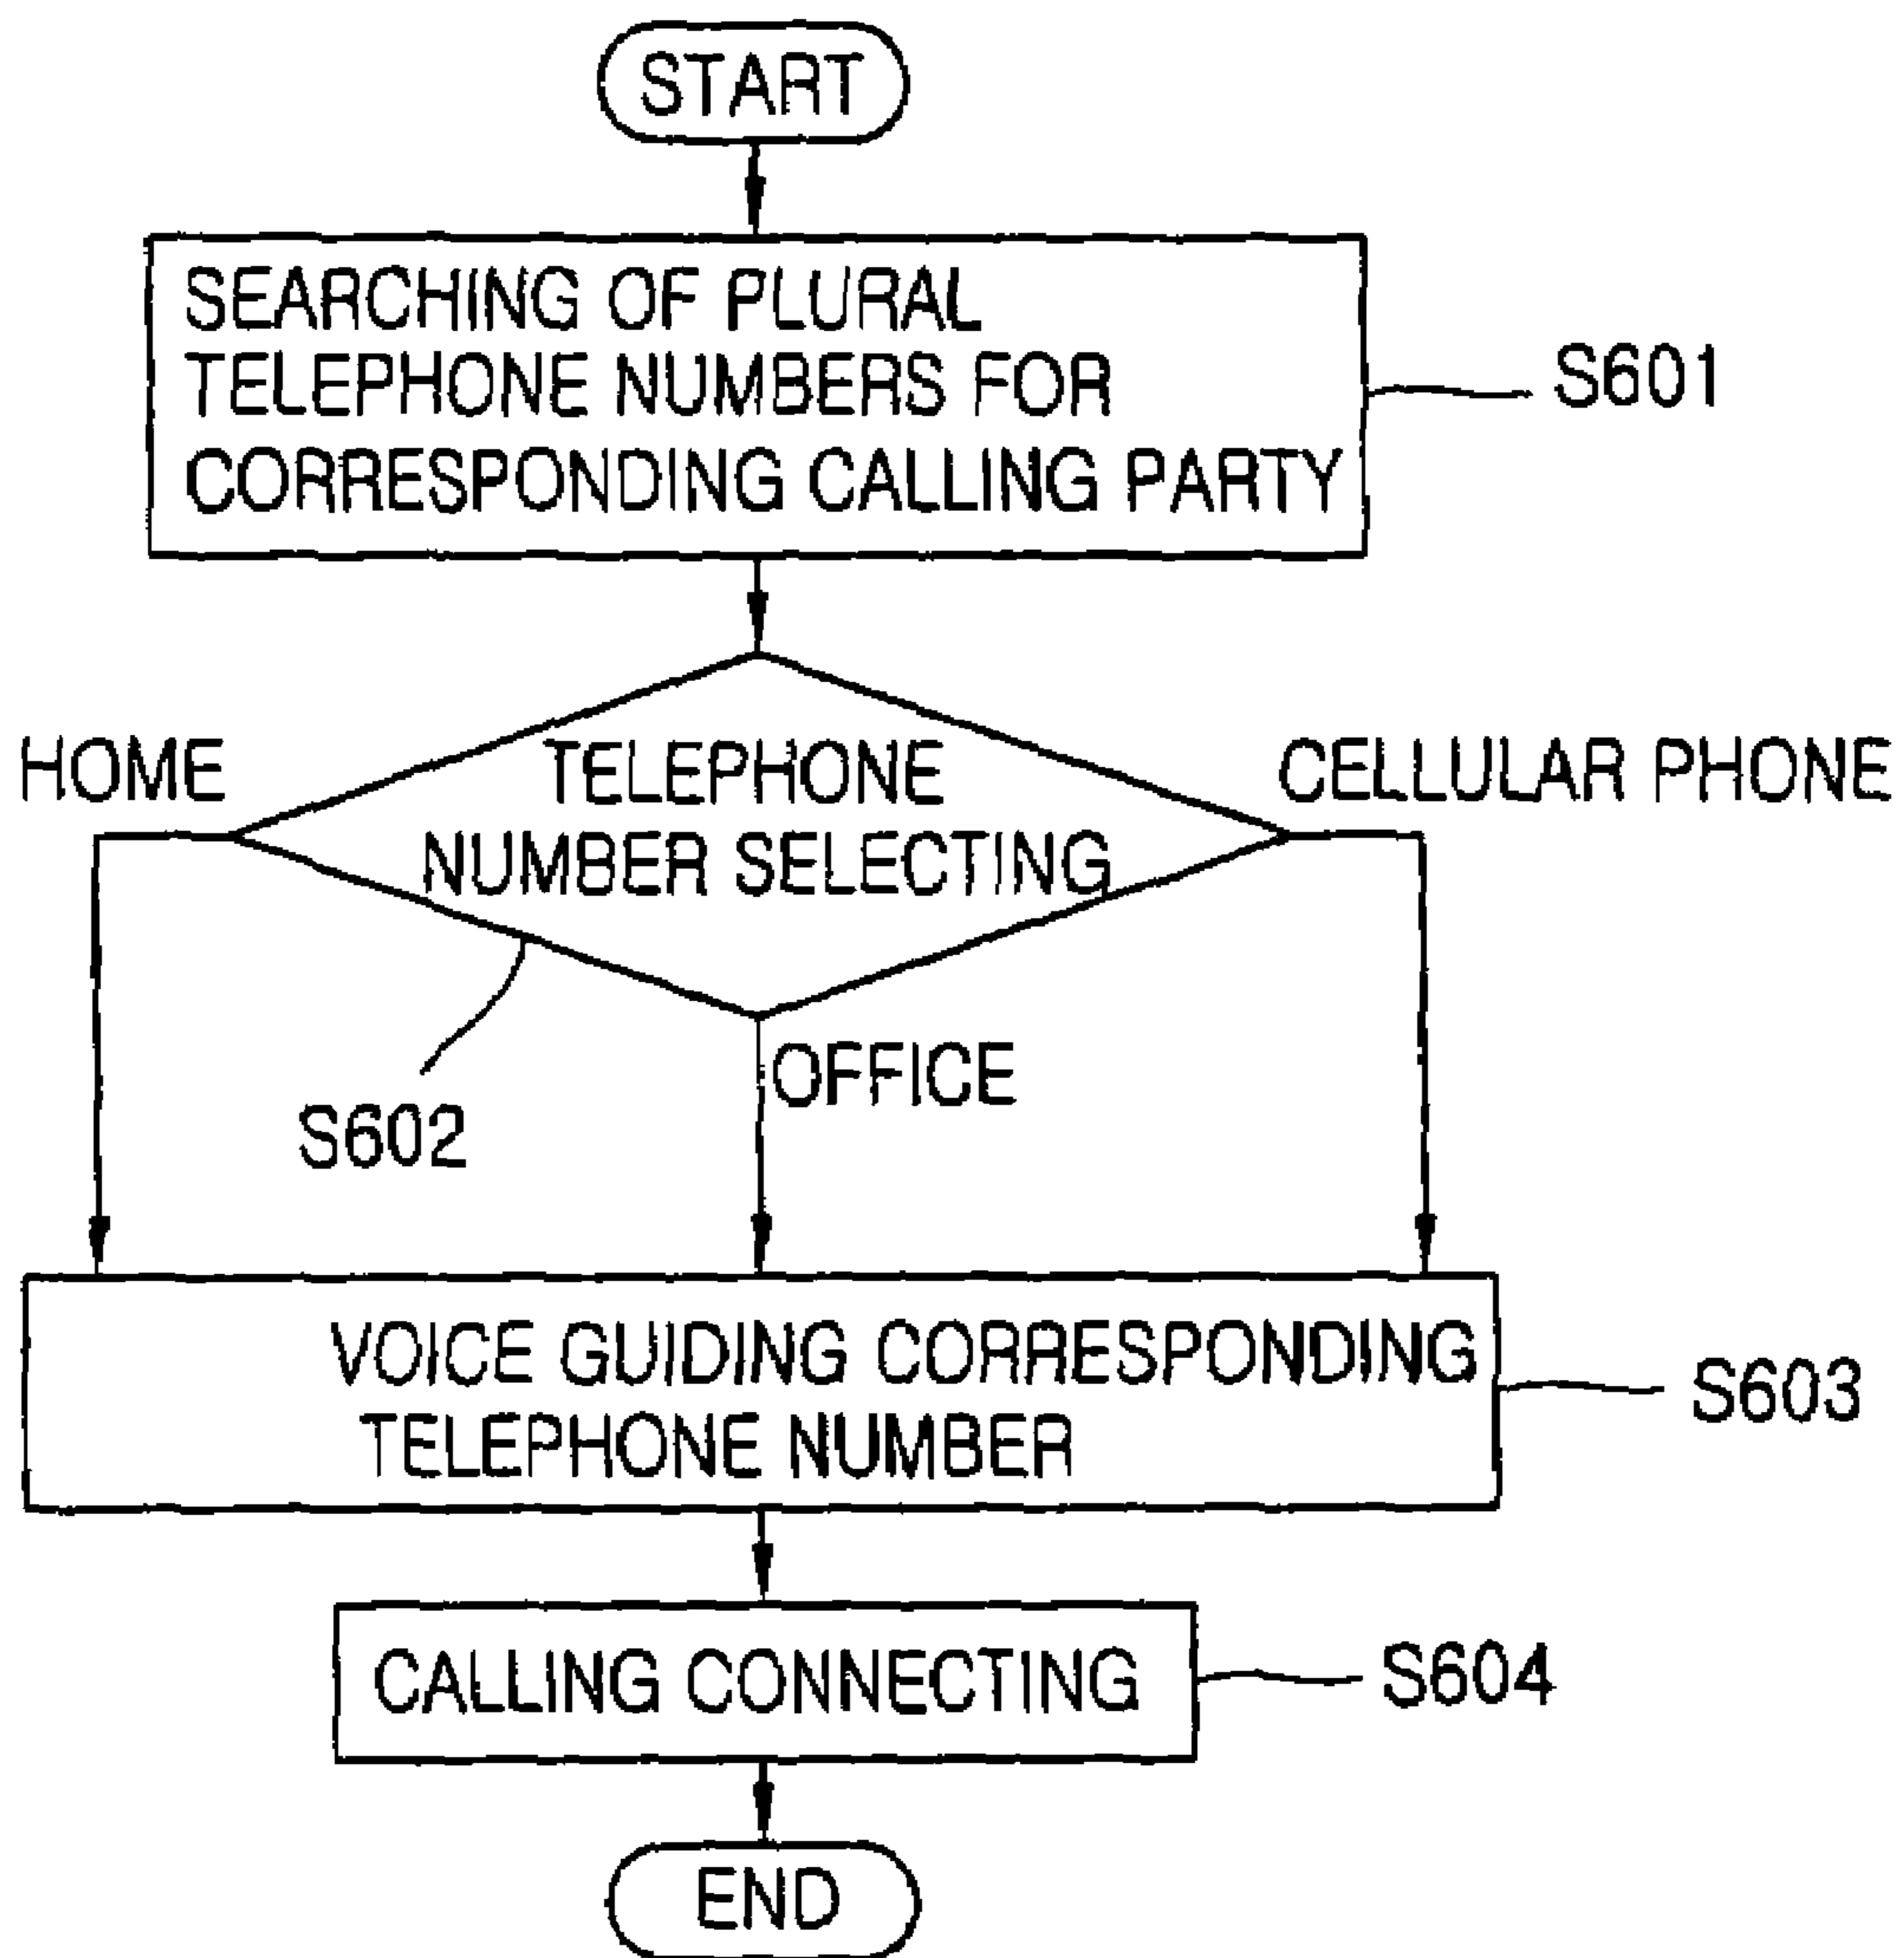 START
SEARCHING OF PLURAL
TELEPHONE NUMBERS FOR
CORRESPONDING CALLING PARTY
S601
HOME
TELEPHONE
NUMBER SELECTING
CELLULAR PHONE
OFFICE
S602
VOICE GUIDING CORRESPONDING
TELEPHONE NUMBER
S603
CALLING CONNECTING
S604
END